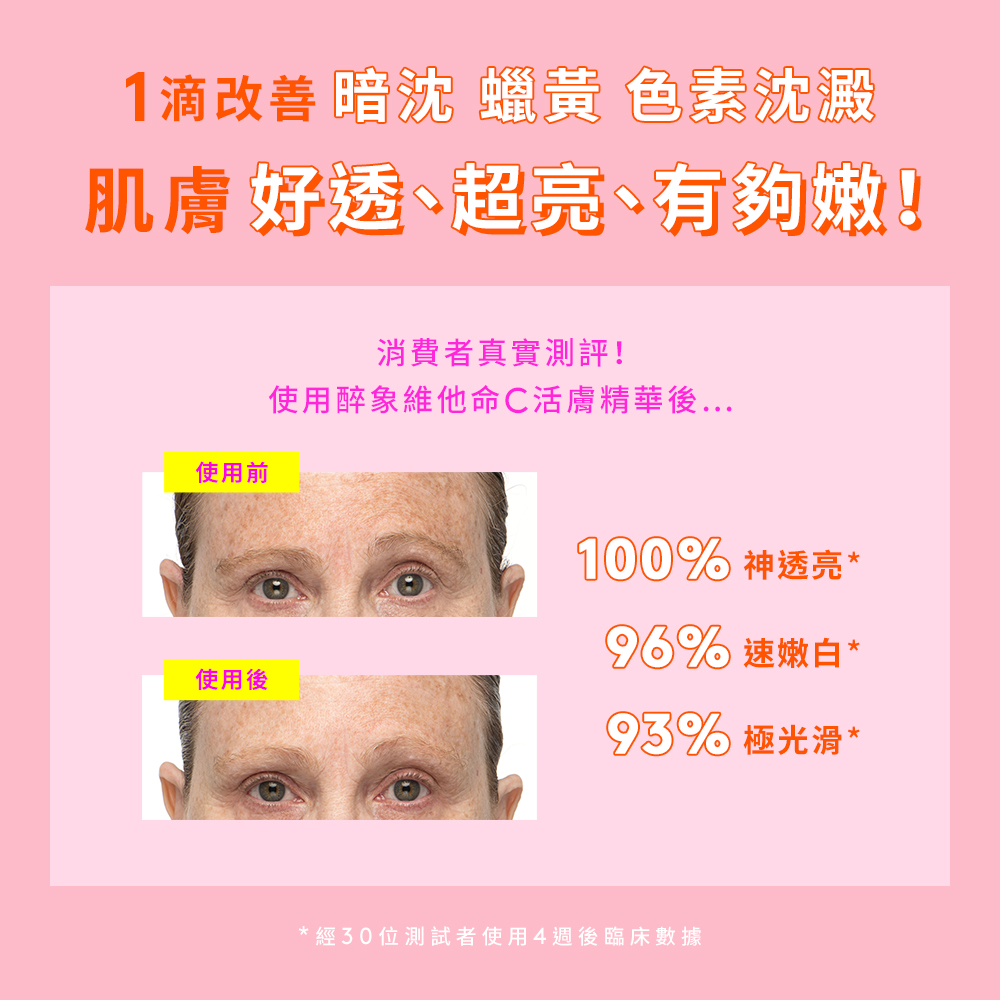 1滴改善 暗沈 蠟黃 色素沈澱
肌膚 好透、超亮、有夠嫩!
消費者真實測評!
使用醉象維他命C活膚精華後...
使用前
100% 神透亮*
96% 速嫩白*
使用後
93% 極光滑*
*經30位測試者使用4週後臨床數據